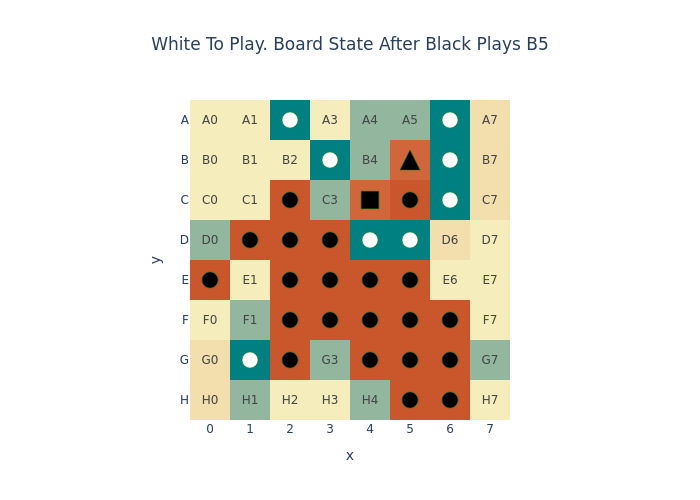 White To Play. Board State After Black Plays B5
A A0 A1 A3 A4 A5 A7
B B0 B1 B2 B4 B7
C C0 C1 C3 C7
D D0 D6 D7
E E1 E6 E7
F F0 F1 F7
G G0 G3 G7
H H0 H1 H2 H3 H4 H7
0 1 2 3 4 5 6 7
x
y